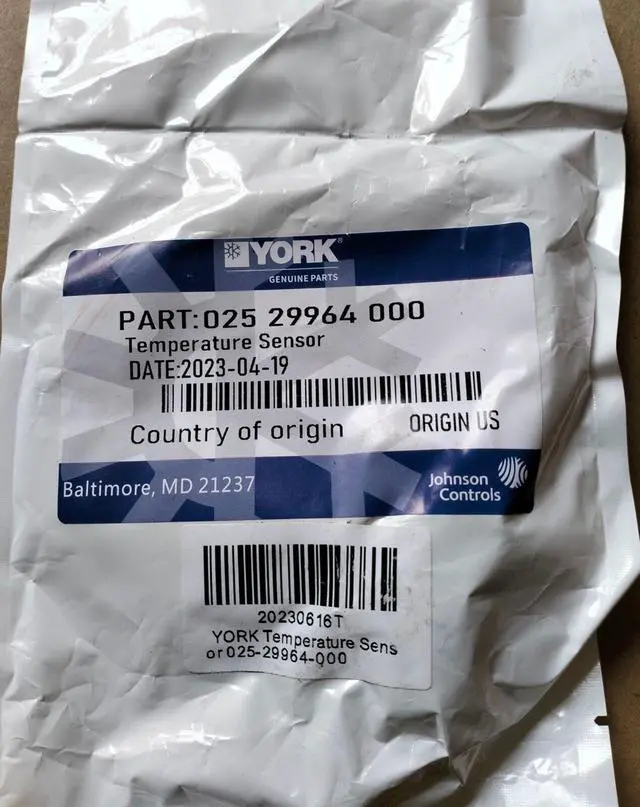 YORK®
GENUINE PARTS
PART:025 29964 000
Temperature Sensor
DATE:2023-04-19
Country of origin ORIGIN US
Baltimore, MD 21237
Johnson
Controls
20230616T
YORK Temperature Sens
or 025-29964-000